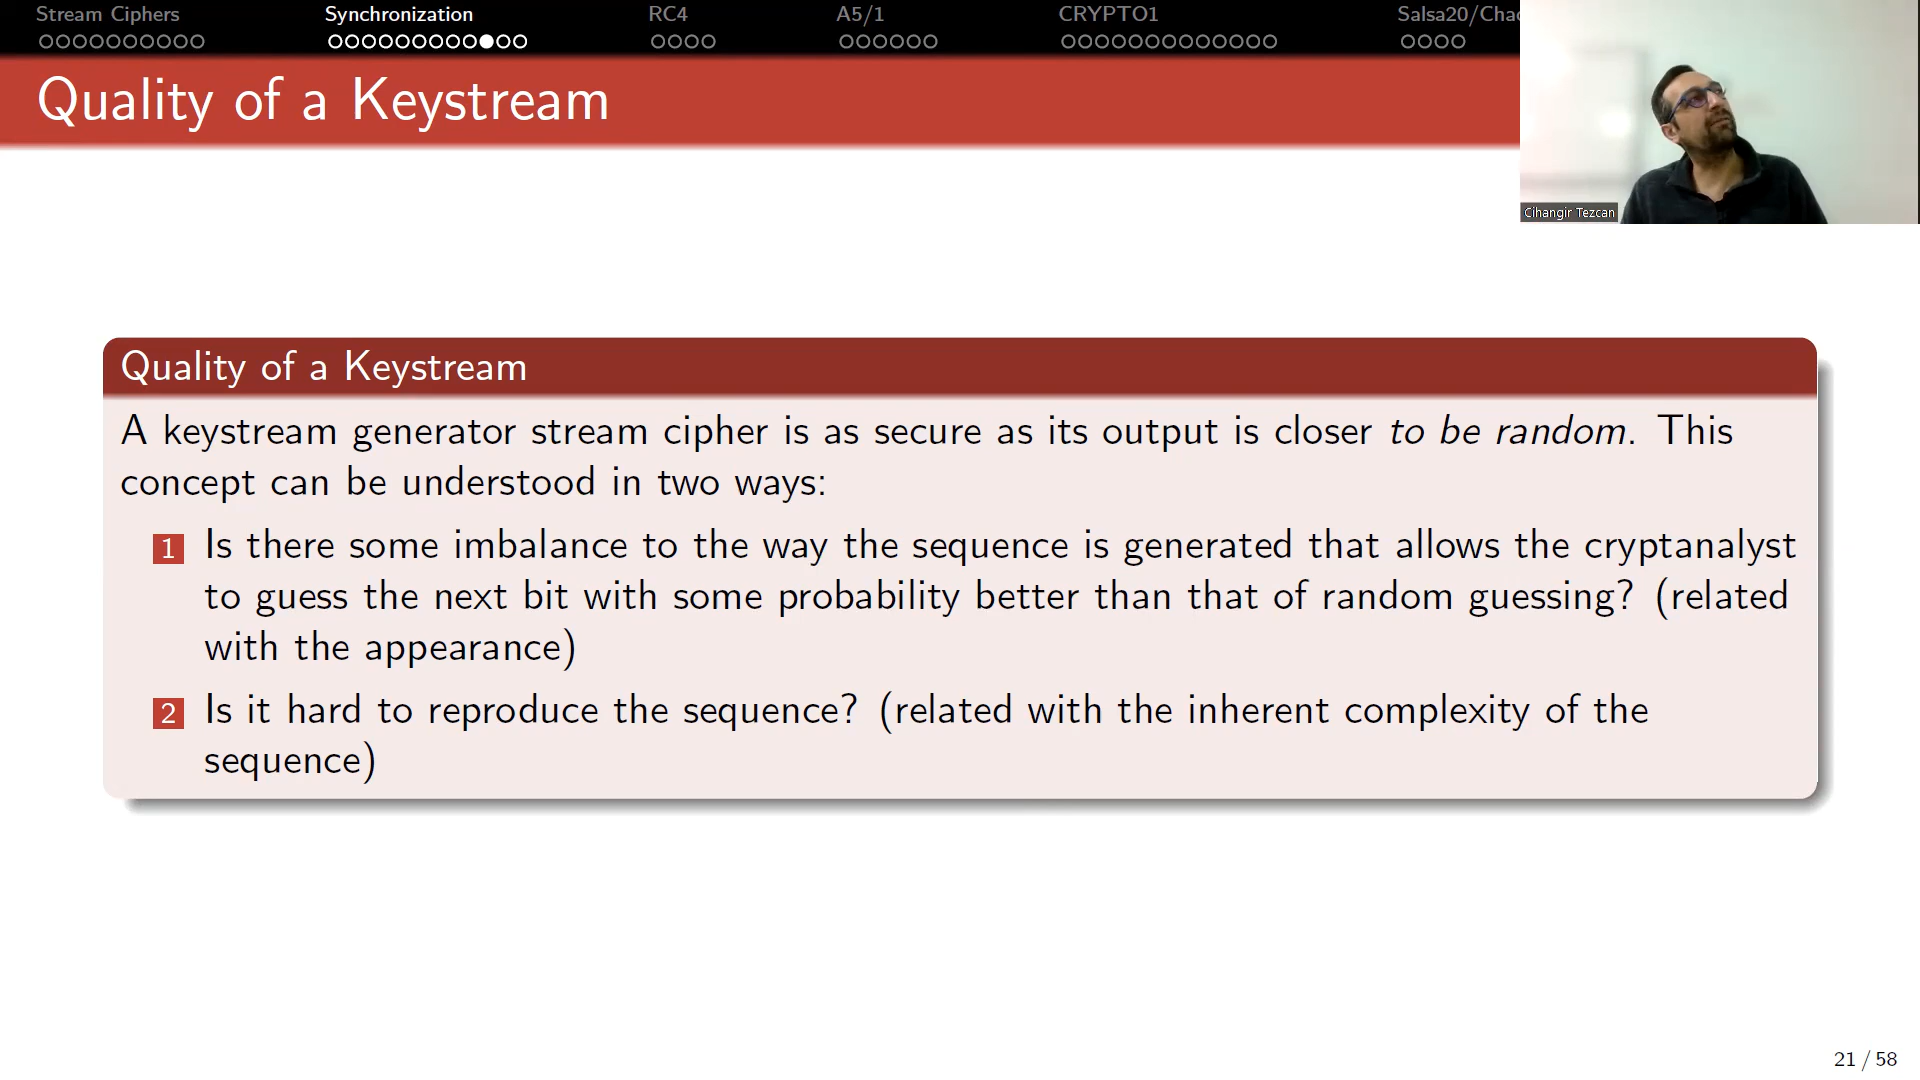 Stream Ciphers
Synchronization
RC4
A5/1
CRYPTO1
Salsa20/Chac
Quality of a Keystream
Cihangir Tezcan
Quality of a Keystream
A keystream generator stream cipher is as secure as its output is closer to be random. This
concept can be understood in two ways:
1 Is there some imbalance to the way the sequence is generated that allows the cryptanalyst
to guess the next bit with some probability better than that of random guessing? (related
with the appearance)
2 Is it hard to reproduce the sequence? (related with the inherent complexity of the
sequence)
21 / 58